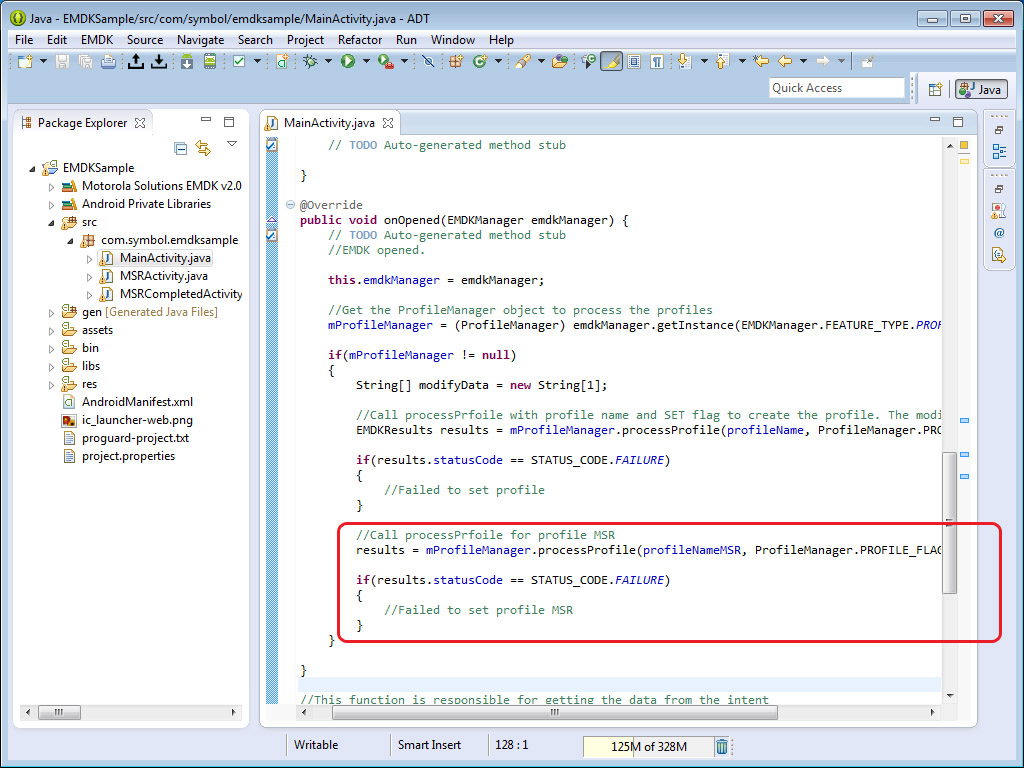 Java - EMDKSample/src/com/symbol/emdksample/MainActivity.java - ADT
File Edit EMDK Source Navigate Search Project Refactor Run Window Help
Quick Access
Java
Package Explorer
EMDKSample
Motorola Solutions EMDK v2.0
Android Private Libraries
src
com.symbol.emdksample
MainActivity.java
MSRActivity.java
MSRCompletedActivity
gen [Generated Java Files]
assets
bin
libs
res
AndroidManifest.xml
ic_launcher-web.png
proguard-project.txt
project.properties
MainActivity.java
// TODO Auto-generated method stub
}
@Override
public void onOpened(EMDKManager emdkManager) {
// TODO Auto-generated method stub
//EMDK opened.
this.emdkManager = emdkManager;
//Get the ProfileManager object to process the profiles
mProfileManager = (ProfileManager) emdkManager.getInstance(EMDKManager.FEATURE_TYPE.PROF
if(mProfileManager != null)
{
String[] modifyData = new String[1];
//Call processPrfoile with profile name and SET flag to create the profile. The modi
EMDKResults results = mProfileManager.processProfile(profileName, ProfileManager.PRO
if(results.statusCode == STATUS_CODE.FAILURE)
{
//Failed to set profile
}
//Call processPrfoile for profile MSR
results = mProfileManager.processProfile(profileNameMSR, ProfileManager.PROFILE_FLAG
if(results.statusCode == STATUS_CODE.FAILURE)
{
//Failed to set profile MSR
}
}
}
//This function is responsible for getting the data from the intent
Writable Smart Insert 128 : 1 125M of 328M